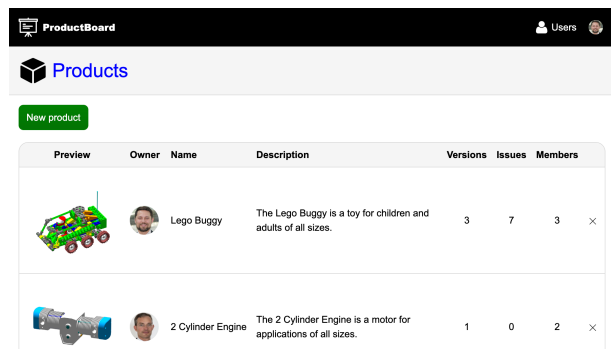 ProductBoard
Users
Products
New product
Preview Owner Name Description Versions Issues Members
Lego Buggy
The Lego Buggy is a toy for children and
adults of all sizes.
3 7 3
2 Cylinder Engine
The 2 Cylinder Engine is a motor for
applications of all sizes.
1 0 2